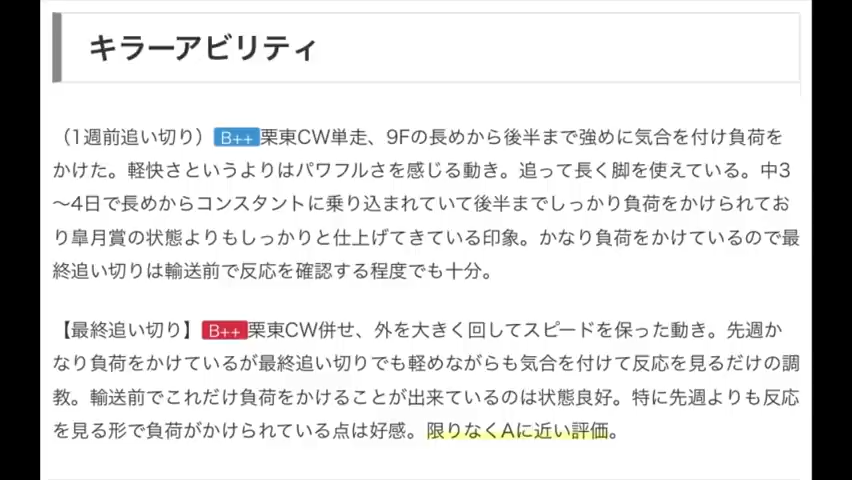 キラーアビリティ
（1週前追い切り）B++栗東CW単走、9Fの長めから後半まで強めに気合を付け負荷を
かけた。軽快さというよりはパワフルさを感じる動き。追って長く脚を使えている。中3
〜4日で長めからコンスタントに乗り込まれていて後半までしっかり負荷をかけられてお
り皐月賞の状態よりもしっかりと仕上げてきている印象。かなり負荷をかけているので最
終追い切りは輸送前で反応を確認する程度でも十分。
【最終追い切り】B++栗東CW併せ、外を大きく回してスピードを保った動き。先週か
なり負荷をかけているが最終追い切りでも軽めながらも気合を付けて反応を見るだけの調
教。輸送前でこれだけ負荷をかけることが出来ているのは状態良好。特に先週よりも反応
を見る形で負荷がかけられている点は好感。限りなくAに近い評価。